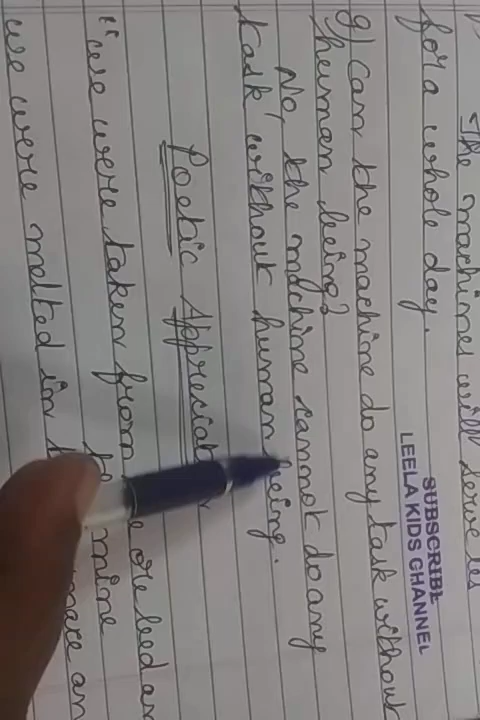 The machines will serve us
for a whole day.
SUBSCRIBE
LEELA KIDS CHANNEL
g) Can the machine do any task without
human being?
No, the machine cannot do any
task without human being.
Poetic Appreciat
"we were taken from the ore bed an
mine
we were melted in